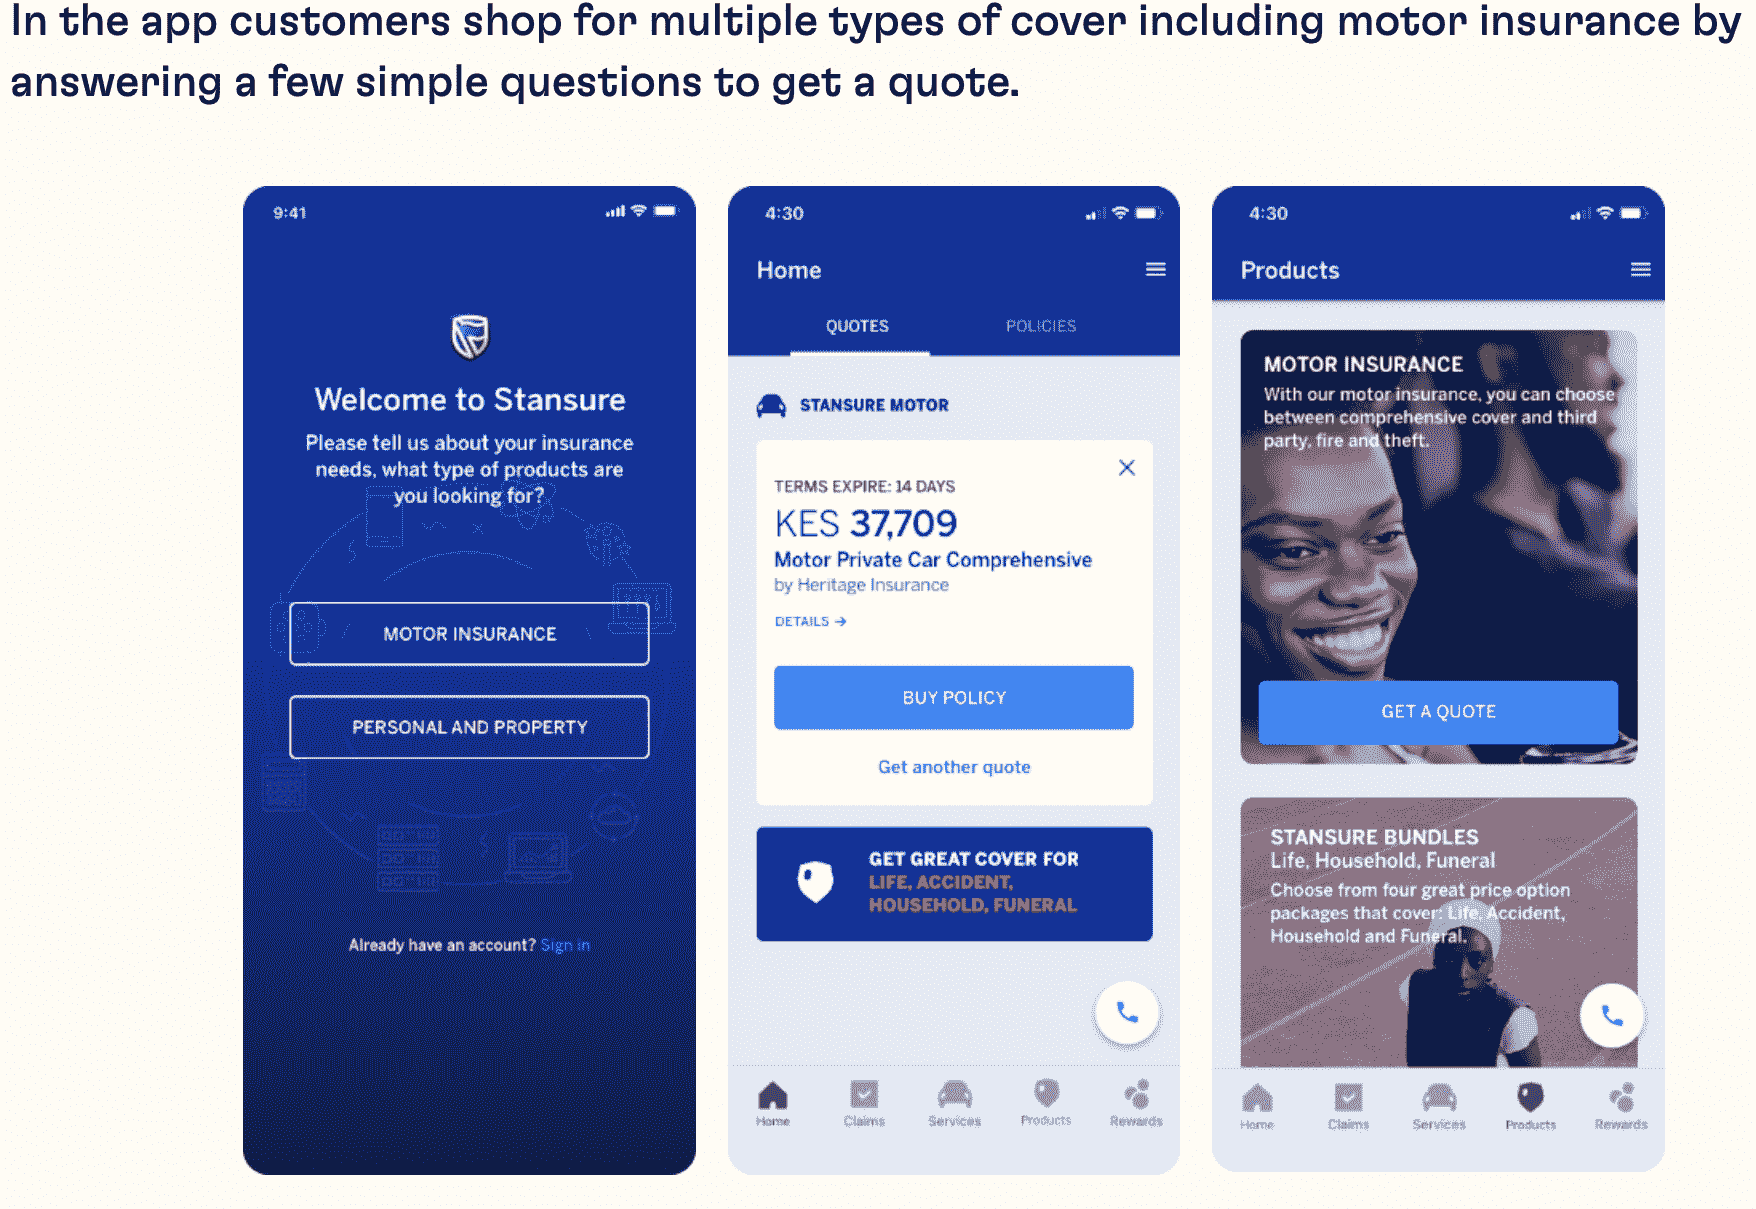 In the app customers shop for multiple types of cover including motor insurance by
answering a few simple questions to get a quote.
9:41
Welcome to Stansure
Please tell us about your insurance
needs, what type of products are
you looking for?
MOTOR INSURANCE
PERSONAL AND PROPERTY
Already have an account? Sign in
4:30
Home
QUOTES
POLICIES
STANSURE MOTOR
TERMS EXPIRE: 14 DAYS
KES 37,709
Motor Private Car Comprehensive
by Heritage Insurance
DETAILS →
BUY POLICY
Get another quote
GET GREAT COVER FOR
LIFE, ACCIDENT,
HOUSEHOLD, FUNERAL
Home Claims Services Products Rewards
4:30
Products
MOTOR INSURANCE
With our motor insurance, you can choose
between comprehensive cover and third
party, fire and theft.
GET A QUOTE
STANSURE BUNDLES
Life, Household, Funeral
Choose from four great price option
packages that cover: Life, Accident,
Household and Funeral.
Home Claims Services Products Rewards